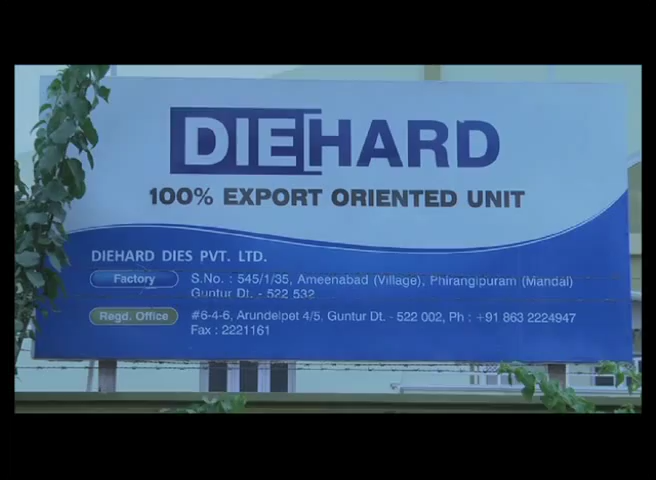 DIEHARD
100% EXPORT ORIENTED UNIT
DIEHARD DIES PVT. LTD.
Factory S.No. : 545/1/35, Ameenabad (Village), Phirangipuram (Mandal)
Guntur Dt. - 522 532
Regd. Office #6-4-6, Arundelpet 4/5, Guntur Dt. - 522 002, Ph : +91 863 2224947
Fax : 2221161